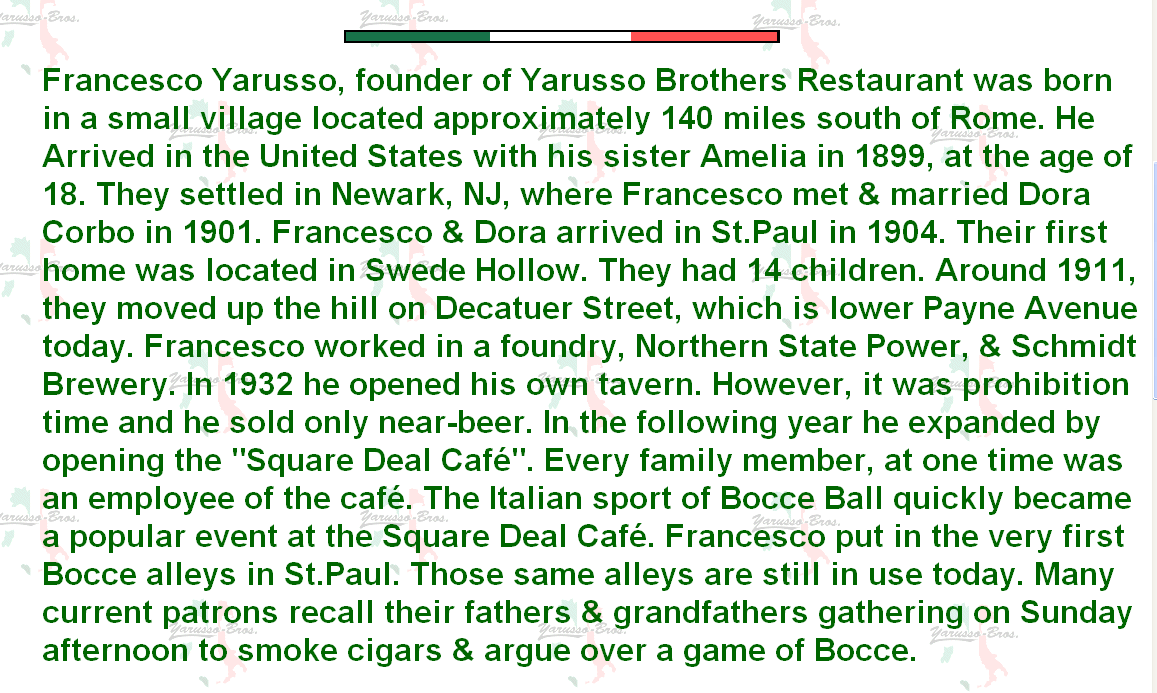 Francesco Yarusso, founder of Yarusso Brothers Restaurant was born
in a small village located approximately 140 miles south of Rome. He
Arrived in the United States with his sister Amelia in 1899, at the age of
18. They settled in Newark, NJ, where Francesco met & married Dora
Corbo in 1901. Francesco & Dora arrived in St.Paul in 1904. Their first
home was located in Swede Hollow. They had 14 children. Around 1911,
they moved up the hill on Decatuer Street, which is lower Payne Avenue
today. Francesco worked in a foundry, Northern State Power, & Schmidt
Brewery. In 1932 he opened his own tavern. However, it was prohibition
time and he sold only near-beer. In the following year he expanded by
opening the "Square Deal Café". Every family member, at one time was
an employee of the café. The Italian sport of Bocce Ball quickly became
a popular event at the Square Deal Café. Francesco put in the very first
Bocce alleys in St.Paul. Those same alleys are still in use today. Many
current patrons recall their fathers & grandfathers gathering on Sunday
afternoon to smoke cigars & argue over a game of Bocce.
Yarusso-Bros.